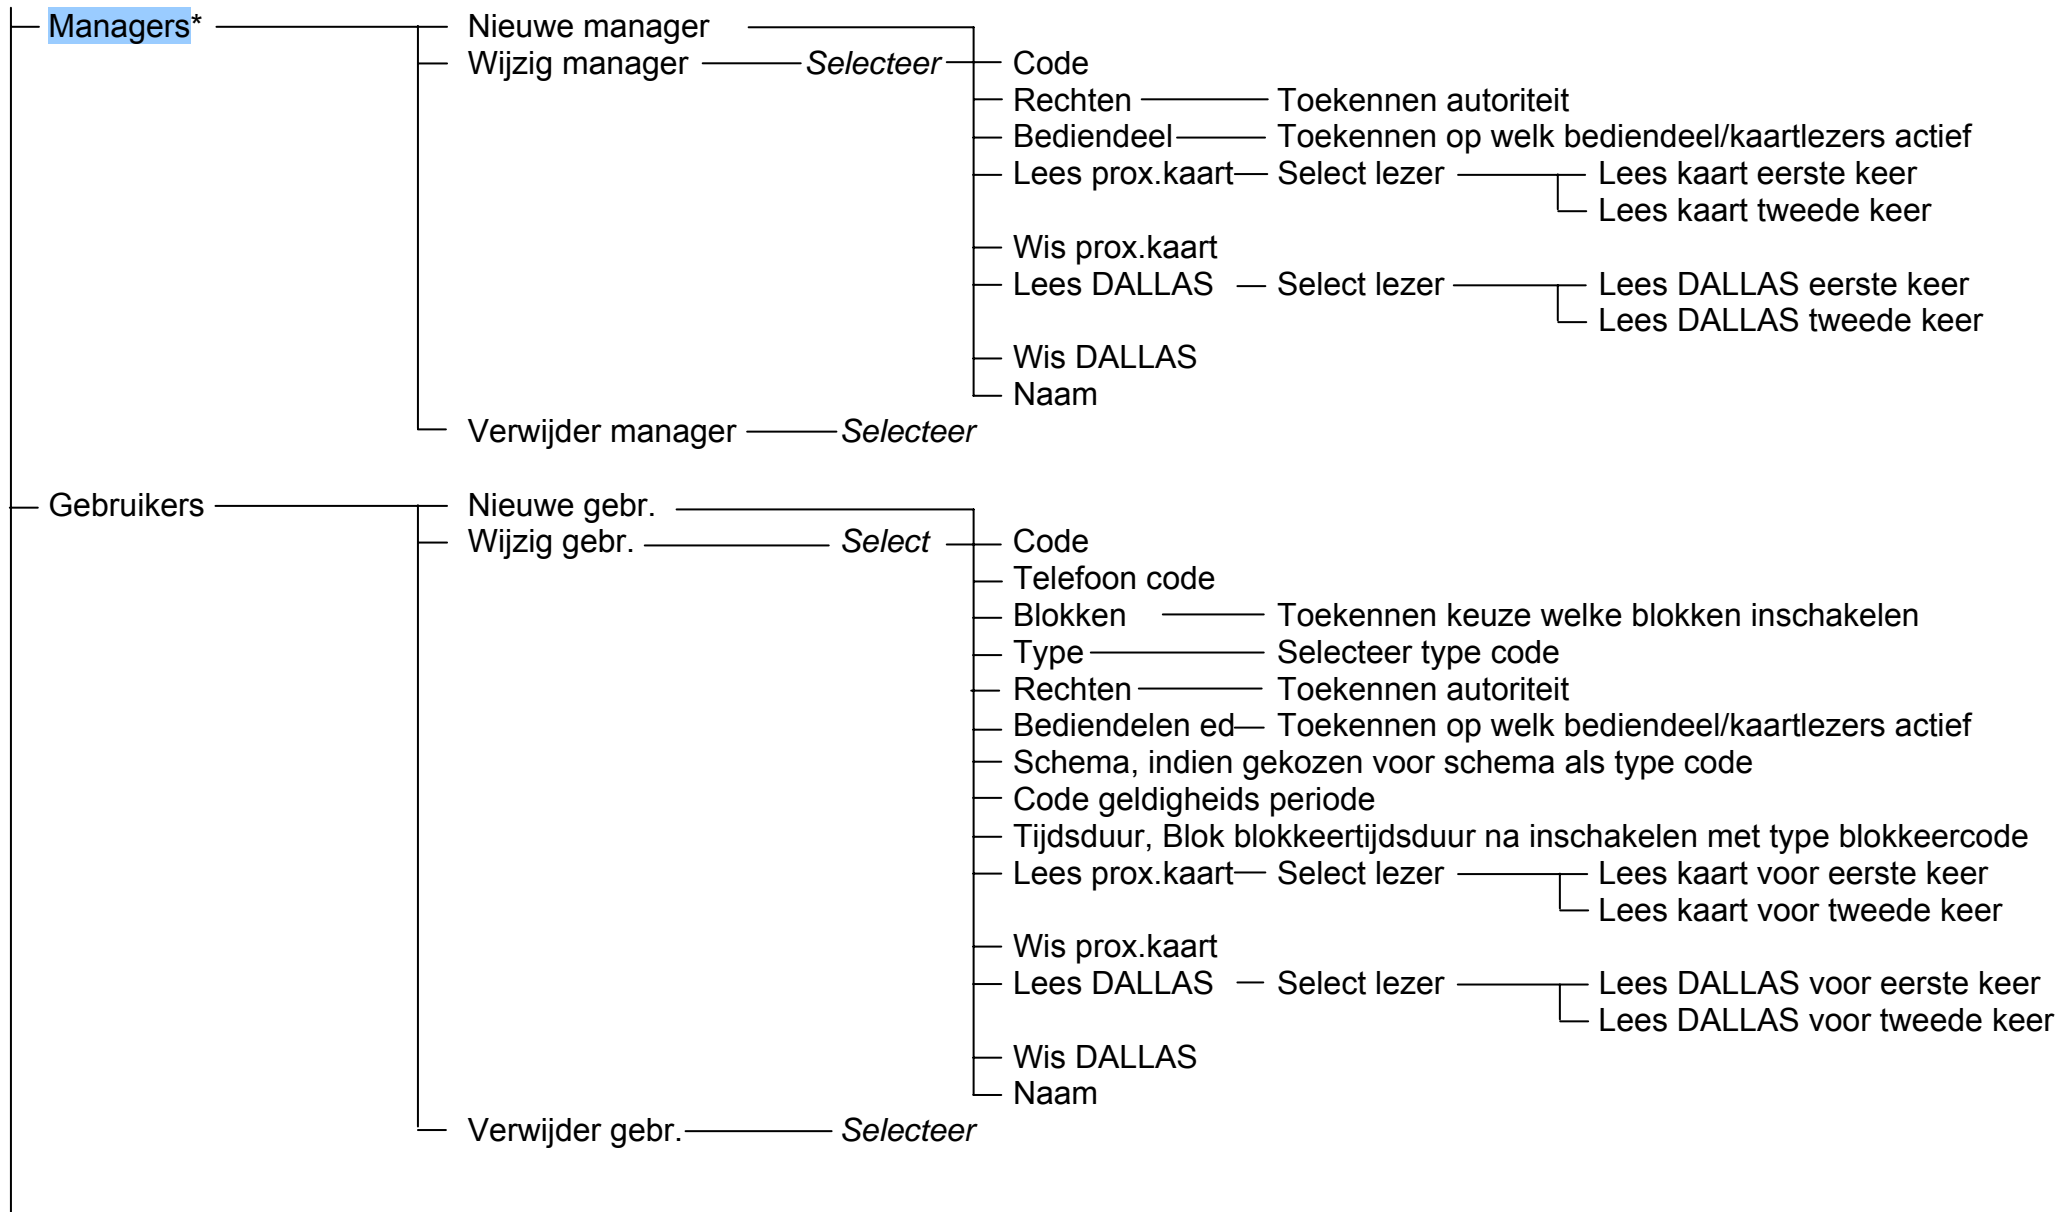 Managers* Nieuwe manager
Wijzig manager Selecteer Code
Rechten Toekennen autoriteit
Bediendeel Toekennen op welk bediendeel/kaartlezers actief
Lees prox.kaart Select lezer Lees kaart eerste keer
Lees kaart tweede keer
Wis prox.kaart
Lees DALLAS Select lezer Lees DALLAS eerste keer
Lees DALLAS tweede keer
Wis DALLAS
Naam
Verwijder manager Selecteer
Gebruikers Nieuwe gebr.
Wijzig gebr. Select Code
Telefoon code
Blokken Toekennen keuze welke blokken inschakelen
Type Selecteer type code
Rechten Toekennen autoriteit
Bediendelen ed Toekennen op welk bediendeel/kaartlezers actief
Schema, indien gekozen voor schema als type code
Code geldigheids periode
Tijdsduur, Blok blokkeertijdsduur na inschakelen met type blokkeercode
Lees prox.kaart Select lezer Lees kaart voor eerste keer
Lees kaart voor tweede keer
Wis prox.kaart
Lees DALLAS Select lezer Lees DALLAS voor eerste keer
Lees DALLAS voor tweede keer
Wis DALLAS
Naam
Verwijder gebr. Selecteer